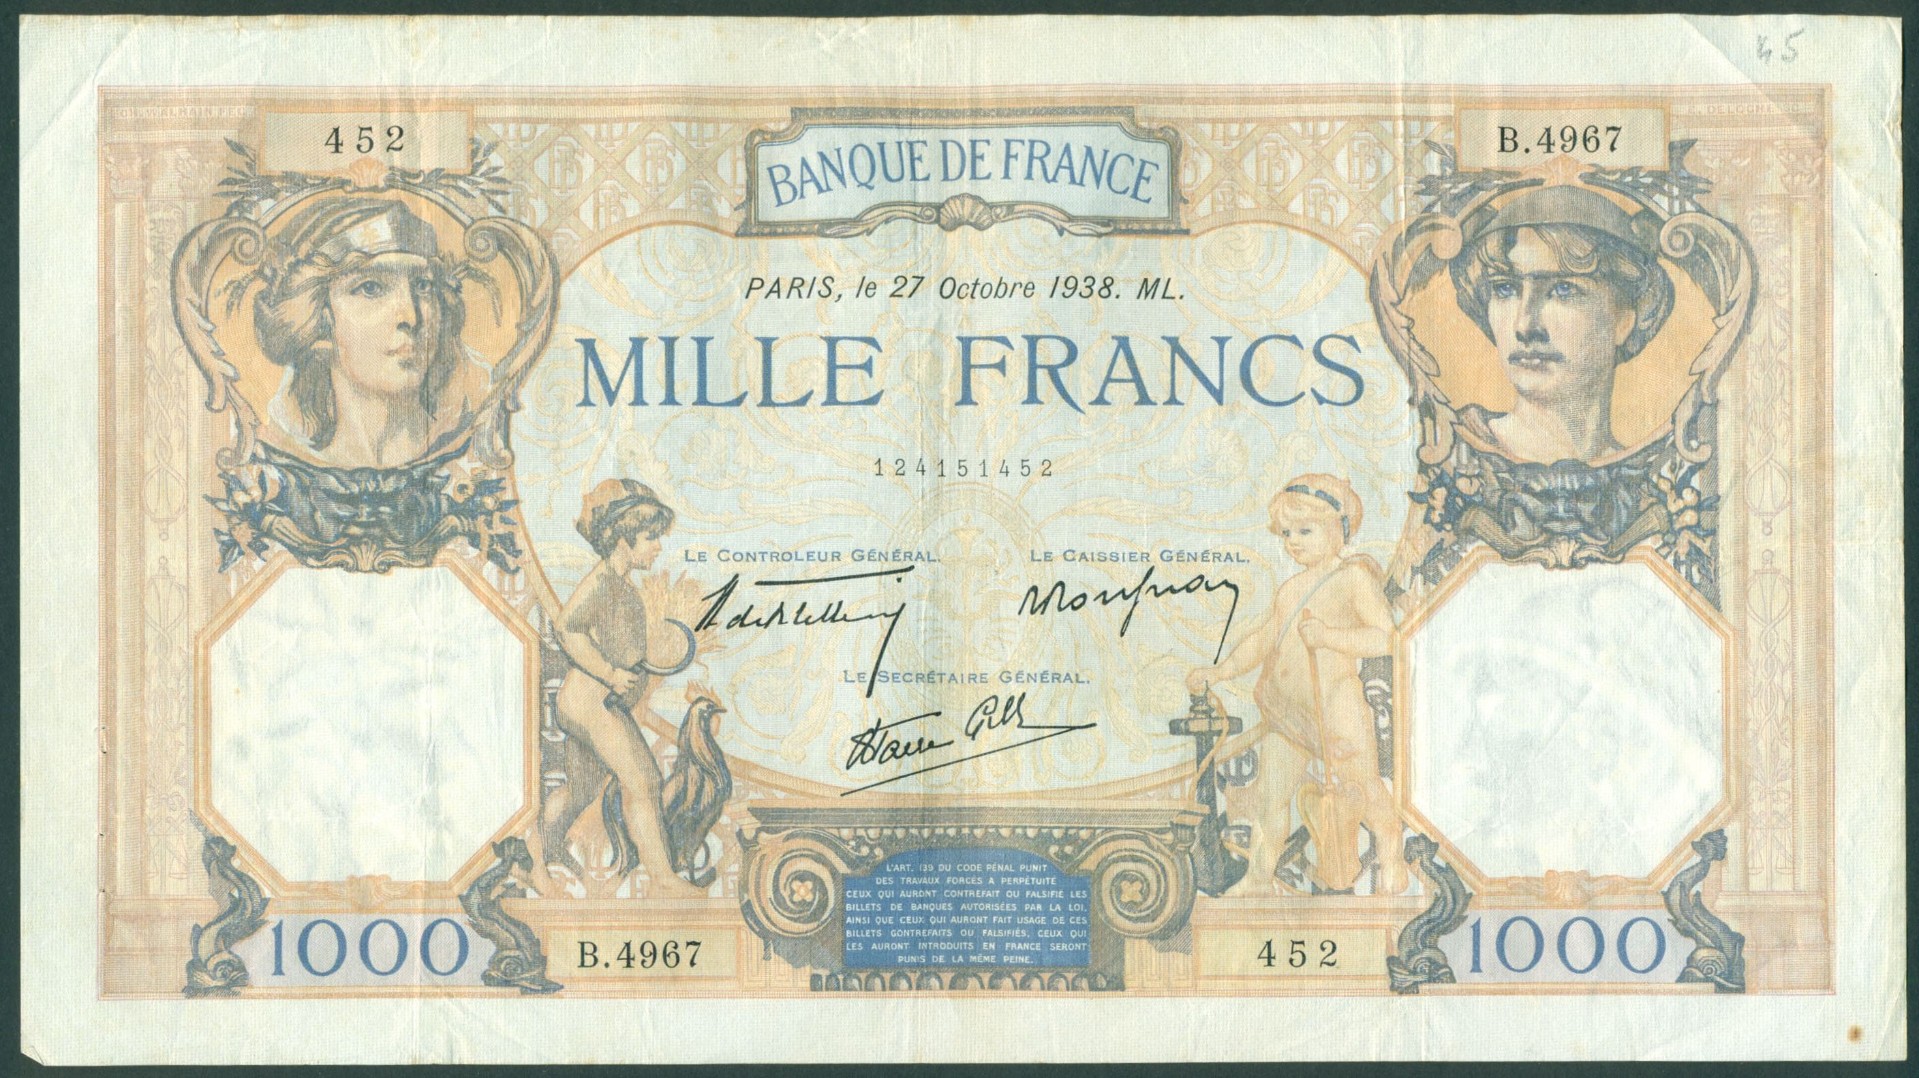 45
452
B.4967
BANQUE DE FRANCE
PARIS, le 27 Octobre 1938. ML.
MILLE FRANCS
124151452
LE CONTROLEUR GÉNÉRAL.
LE CAISSIER GÉNÉRAL.
LE SECRÉTAIRE GÉNÉRAL.
L'ART. 139 DU CODE PÉNAL PUNIT
DES TRAVAUX FORCÉS A PERPÉTUITÉ
CEUX QUI AURONT CONTREFAIT OU FALSIFIÉ LES
BILLETS DE BANQUES AUTORISÉES PAR LA LOI,
AINSI QUE CEUX QUI AURONT FAIT USAGE DE CES
BILLETS CONTREFAITS OU FALSIFIÉS, CEUX QUI
LES AURONT INTRODUITS EN FRANCE SERONT
PUNIS DE LA MÊME PEINE.
1000
B.4967
452
1000